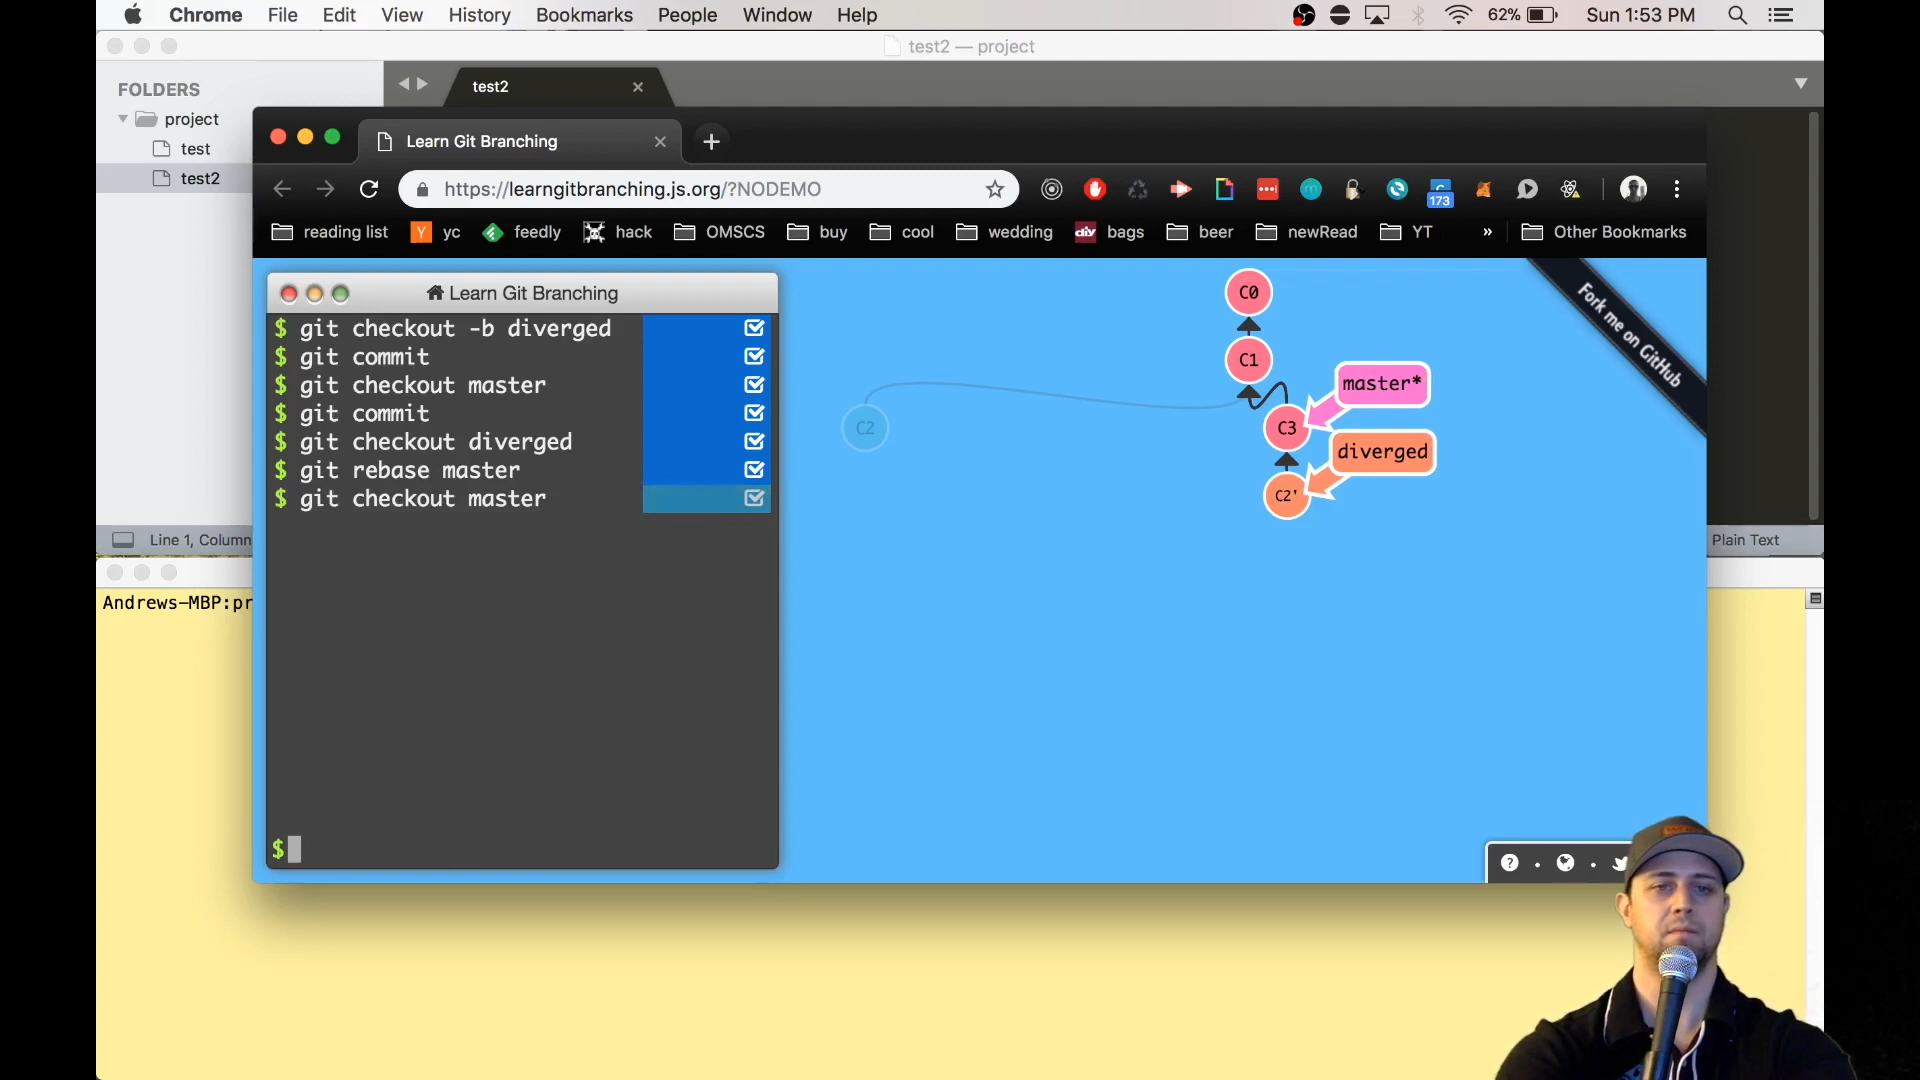 Chrome File Edit View History Bookmarks People Window Help 62% Sun 1:53 PM
test2 — project
FOLDERS
project
test
test2
test2
Learn Git Branching
https://learngitbranching.js.org/?NODEMO
173
reading list yc feedly hack OMSCS buy cool wedding diy bags beer newRead YT » Other Bookmarks
Learn Git Branching
$ git checkout -b diverged
$ git commit
$ git checkout master
$ git commit
$ git checkout diverged
$ git rebase master
$ git checkout master
$
C0
C1
master*
C2
C3
diverged
C2'
Fork me on GitHub
Line 1, Column
Plain Text
Andrews-MBP:pr